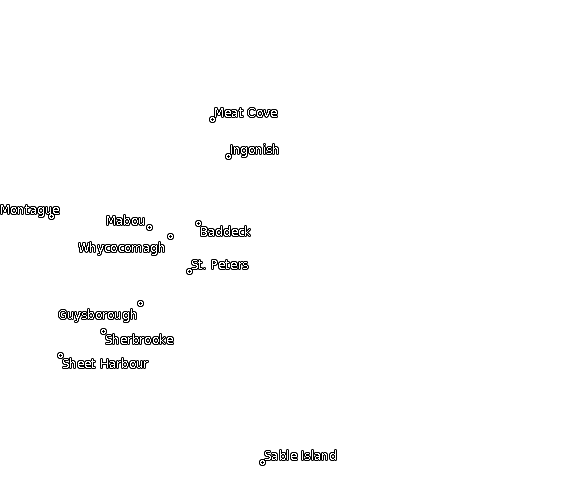 Meat Cove
Ingonish
Montague
Mabou
Baddeck
Whycocomagh
St. Peters
Guysborough
Sherbrooke
Sheet Harbour
Sable Island